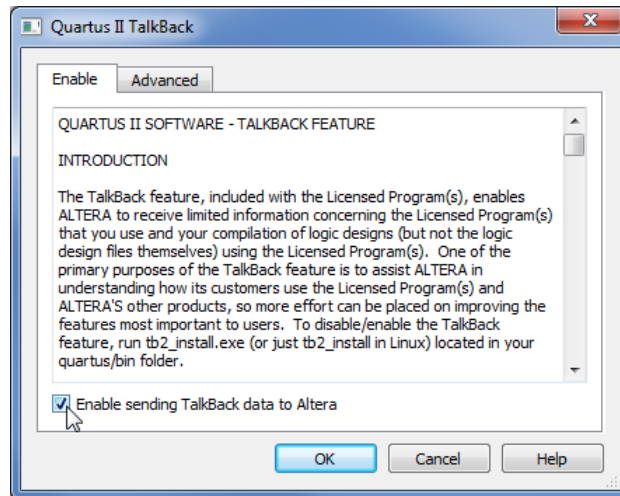 Quartus II TalkBack
Enable Advanced
QUARTUS II SOFTWARE - TALKBACK FEATURE
INTRODUCTION
The TalkBack feature, included with the Licensed Program(s), enables
ALTERA to receive limited information concerning the Licensed Program(s)
that you use and your compilation of logic designs (but not the logic
design files themselves) using the Licensed Program(s).  One of the
primary purposes of the TalkBack feature is to assist ALTERA in
understanding how its customers use the Licensed Program(s) and
ALTERA'S other products, so more effort can be placed on improving the
features most important to users.  To disable/enable the TalkBack
feature, run tb2_install.exe (or just tb2_install in Linux) located in your
quartus/bin folder.
Enable sending TalkBack data to Altera
OK Cancel Help